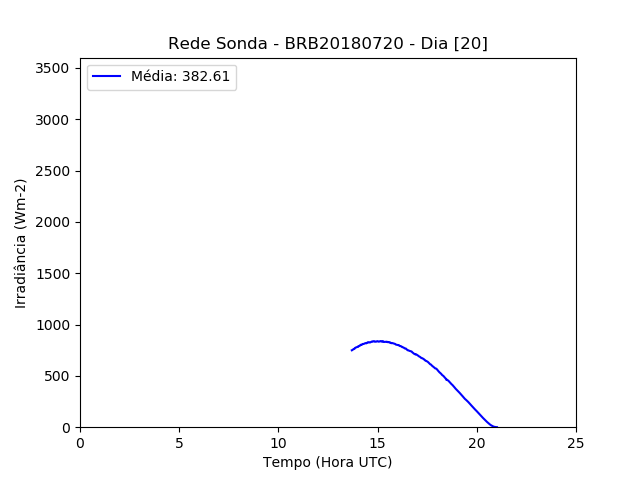 Rede Sonda - BRB20180720 - Dia [20]
Média: 382.61
3500
3000
2500
2000
1500
1000
500
0
Irradiância (Wm-2)
0 5 10 15 20 25
Tempo (Hora UTC)